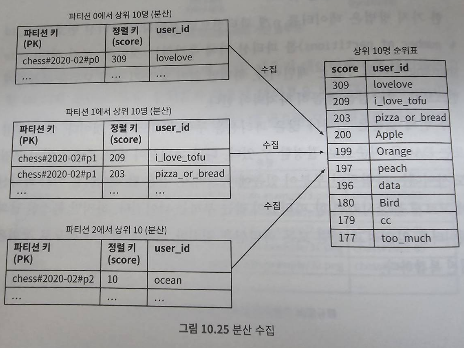 파티션 0에서 상위 10명 (분산)
파티션 키 (PK) 정렬 키 (score) user_id
chess#2020-02#p0 309 lovelove
... ... ...
수집
파티션 1에서 상위 10명 (분산)
파티션 키 (PK) 정렬 키 (score) user_id
chess#2020-02#p1 209 i_love_tofu
chess#2020-02#p1 203 pizza_or_bread
... ... ...
수집
파티션 2에서 상위 10 (분산)
파티션 키 (PK) 정렬 키 (score) user_id
chess#2020-02#p2 10 ocean
... ... ...
수집
상위 10명 순위표
score user_id
309 lovelove
209 i_love_tofu
203 pizza_or_bread
200 Apple
199 Orange
197 peach
196 data
180 Bird
179 cc
177 too_much
그림 10.25 분산 수집